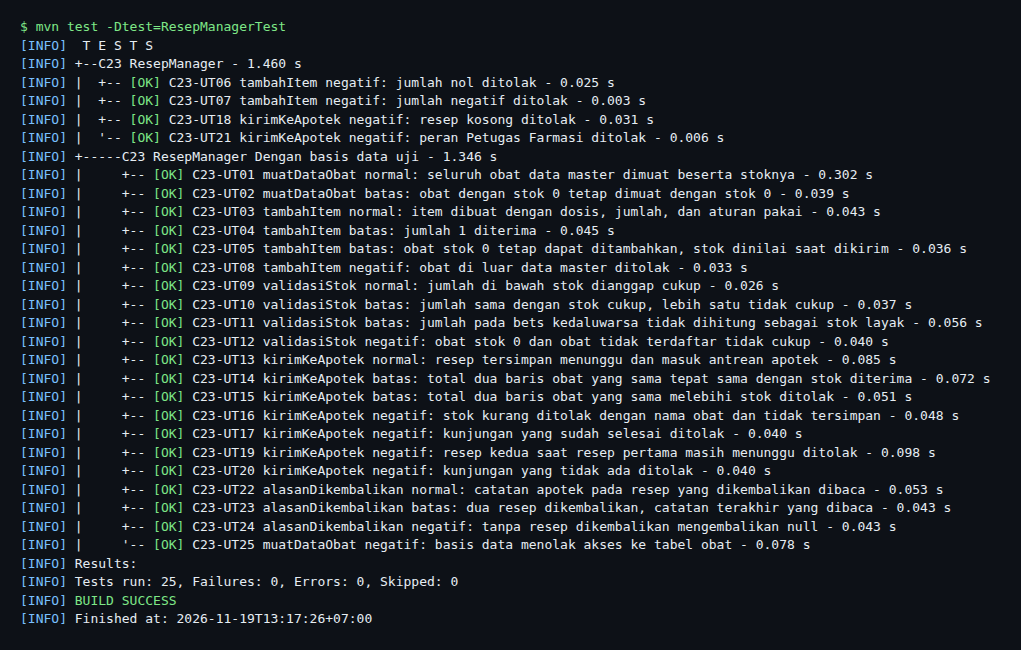 $ mvn test -Dtest=ResepManagerTest
[INFO]  T E S T S
[INFO] +--C23 ResepManager - 1.460 s
[INFO] |  +-- [OK] C23-UT06 tambahItem negatif: jumlah nol ditolak - 0.025 s
[INFO] |  +-- [OK] C23-UT07 tambahItem negatif: jumlah negatif ditolak - 0.003 s
[INFO] |  +-- [OK] C23-UT18 kirimKeApotek negatif: resep kosong ditolak - 0.031 s
[INFO] |  '-- [OK] C23-UT21 kirimKeApotek negatif: peran Petugas Farmasi ditolak - 0.006 s
[INFO] +-----C23 ResepManager Dengan basis data uji - 1.346 s
[INFO] |     +-- [OK] C23-UT01 muatDataObat normal: seluruh obat data master dimuat beserta stoknya - 0.302 s
[INFO] |     +-- [OK] C23-UT02 muatDataObat batas: obat dengan stok 0 tetap dimuat dengan stok 0 - 0.039 s
[INFO] |     +-- [OK] C23-UT03 tambahItem normal: item dibuat dengan dosis, jumlah, dan aturan pakai - 0.043 s
[INFO] |     +-- [OK] C23-UT04 tambahItem batas: jumlah 1 diterima - 0.045 s
[INFO] |     +-- [OK] C23-UT05 tambahItem batas: obat stok 0 tetap dapat ditambahkan, stok dinilai saat dikirim - 0.036 s
[INFO] |     +-- [OK] C23-UT08 tambahItem negatif: obat di luar data master ditolak - 0.033 s
[INFO] |     +-- [OK] C23-UT09 validasiStok normal: jumlah di bawah stok dianggap cukup - 0.026 s
[INFO] |     +-- [OK] C23-UT10 validasiStok batas: jumlah sama dengan stok cukup, lebih satu tidak cukup - 0.037 s
[INFO] |     +-- [OK] C23-UT11 validasiStok batas: jumlah pada bets kedaluwarsa tidak dihitung sebagai stok layak - 0.056 s
[INFO] |     +-- [OK] C23-UT12 validasiStok negatif: obat stok 0 dan obat tidak terdaftar tidak cukup - 0.040 s
[INFO] |     +-- [OK] C23-UT13 kirimKeApotek normal: resep tersimpan menunggu dan masuk antrean apotek - 0.085 s
[INFO] |     +-- [OK] C23-UT14 kirimKeApotek batas: total dua baris obat yang sama tepat sama dengan stok diterima - 0.072 s
[INFO] |     +-- [OK] C23-UT15 kirimKeApotek batas: total dua baris obat yang sama melebihi stok ditolak - 0.051 s
[INFO] |     +-- [OK] C23-UT16 kirimKeApotek negatif: stok kurang ditolak dengan nama obat dan tidak tersimpan - 0.048 s
[INFO] |     +-- [OK] C23-UT17 kirimKeApotek negatif: kunjungan yang sudah selesai ditolak - 0.040 s
[INFO] |     +-- [OK] C23-UT19 kirimKeApotek negatif: resep kedua saat resep pertama masih menunggu ditolak - 0.098 s
[INFO] |     +-- [OK] C23-UT20 kirimKeApotek negatif: kunjungan yang tidak ada ditolak - 0.040 s
[INFO] |     +-- [OK] C23-UT22 alasanDikembalikan normal: catatan apotek pada resep yang dikembalikan dibaca - 0.053 s
[INFO] |     +-- [OK] C23-UT23 alasanDikembalikan batas: dua resep dikembalikan, catatan terakhir yang dibaca - 0.043 s
[INFO] |     +-- [OK] C23-UT24 alasanDikembalikan negatif: tanpa resep dikembalikan mengembalikan null - 0.043 s
[INFO] |     '-- [OK] C23-UT25 muatDataObat negatif: basis data menolak akses ke tabel obat - 0.078 s
[INFO] Results:
[INFO] Tests run: 25, Failures: 0, Errors: 0, Skipped: 0
[INFO] BUILD SUCCESS
[INFO] Finished at: 2026-11-19T13:17:26+07:00